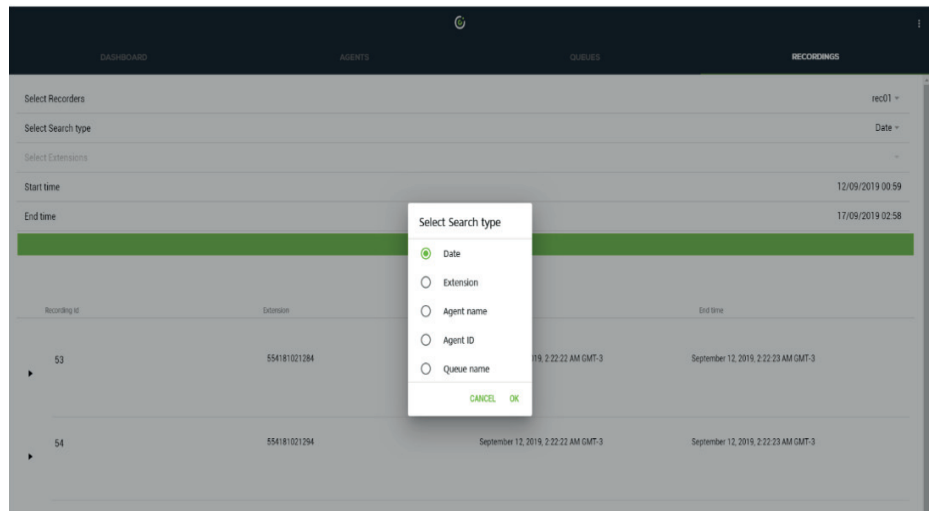 DASHBOARD AGENTS QUEUES RECORDINGS
Select Recorders rec01
Select Search type Date
Select Extensions
Start time 12/09/2019 00:59
End time 17/09/2019 02:58
Select Search type
Date
Extension
Agent name
Agent ID
Queue name
CANCEL OK
Recording Id Extension End time
53 554181021284 019, 2:22:22 AM GMT-3 September 12, 2019, 2:22:23 AM GMT-3
54 554181021294 September 12, 2019, 2:22:22 AM GMT-3 September 12, 2019, 2:22:23 AM GMT-3